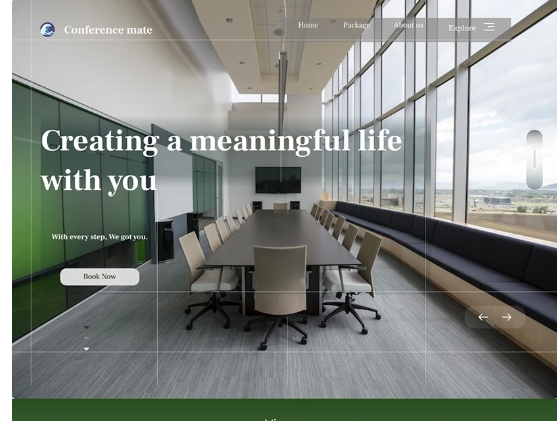 Conference mate
Home
Package
About us
Explore
Creating a meaningful life
with you
With every step, We got you.
Book Now